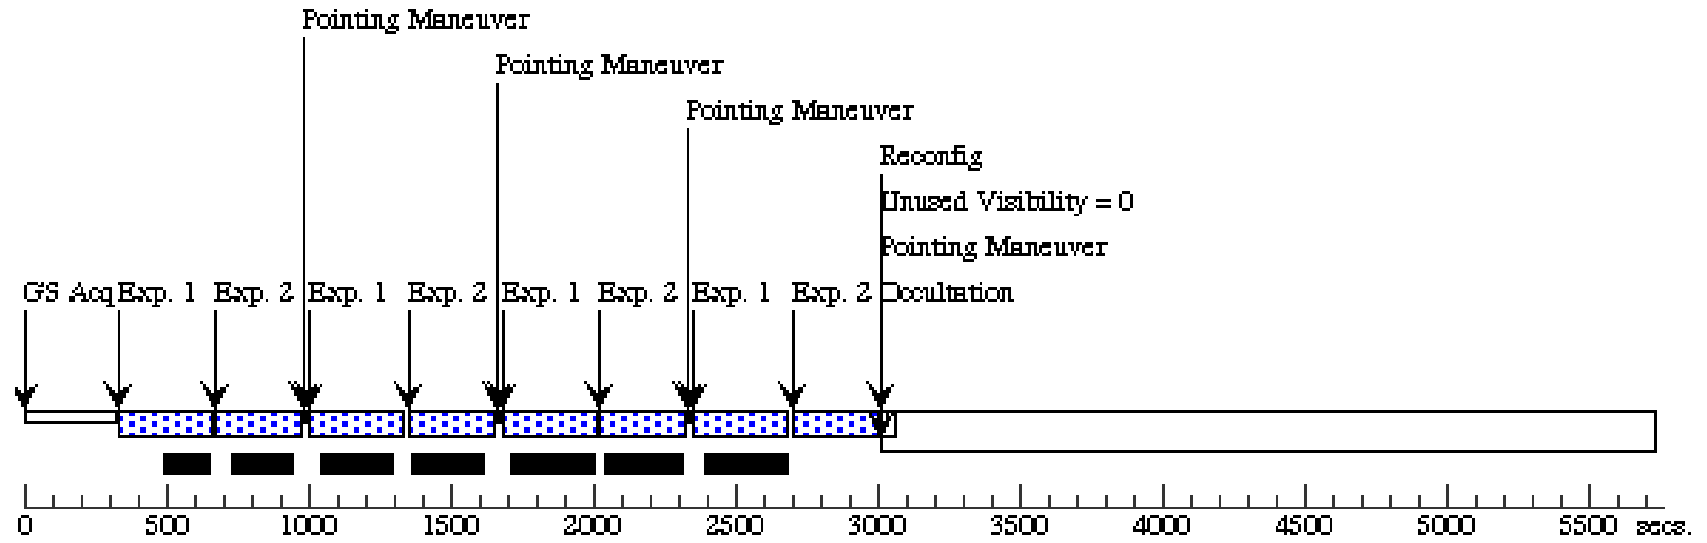 Pointing Maneuver
Pointing Maneuver
Pointing Maneuver
Reconfig
Unused Visibility = 0
Pointing Maneuver
GS Acq Exp. 1 Exp. 2 Exp. 1 Exp. 2 Exp. 1 Exp. 2 Exp. 1 Exp. 2 Occultation
0 500 1000 1500 2000 2500 3000 3500 4000 4500 5000 5500 secs.